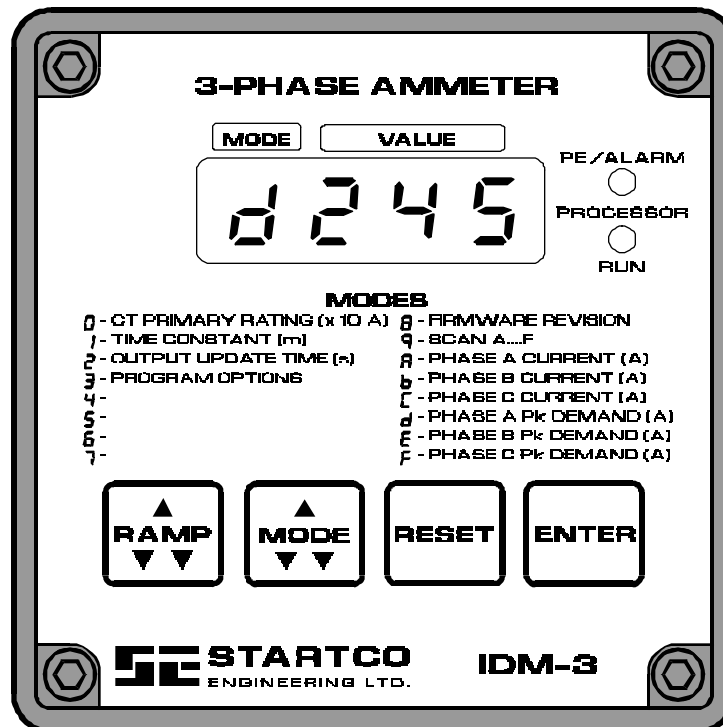 3-PHASE AMMETER
MODE VALUE
d245
PE/ALARM
PROCESSOR
RUN
MODES
0 - CT PRIMARY RATING (x 10 A)
1 - TIME CONSTANT (m)
2 - OUTPUT UPDATE TIME (s)
3 - PROGRAM OPTIONS
4 -
5 -
6 -
7 -
8 - FIRMWARE REVISION
9 - SCAN A...F
A - PHASE A CURRENT (A)
b - PHASE B CURRENT (A)
C - PHASE C CURRENT (A)
d - PHASE A Pk DEMAND (A)
E - PHASE B Pk DEMAND (A)
F - PHASE C Pk DEMAND (A)
RAMP
MODE
RESET
ENTER
STARTCO
ENGINEERING LTD.
IDM-3